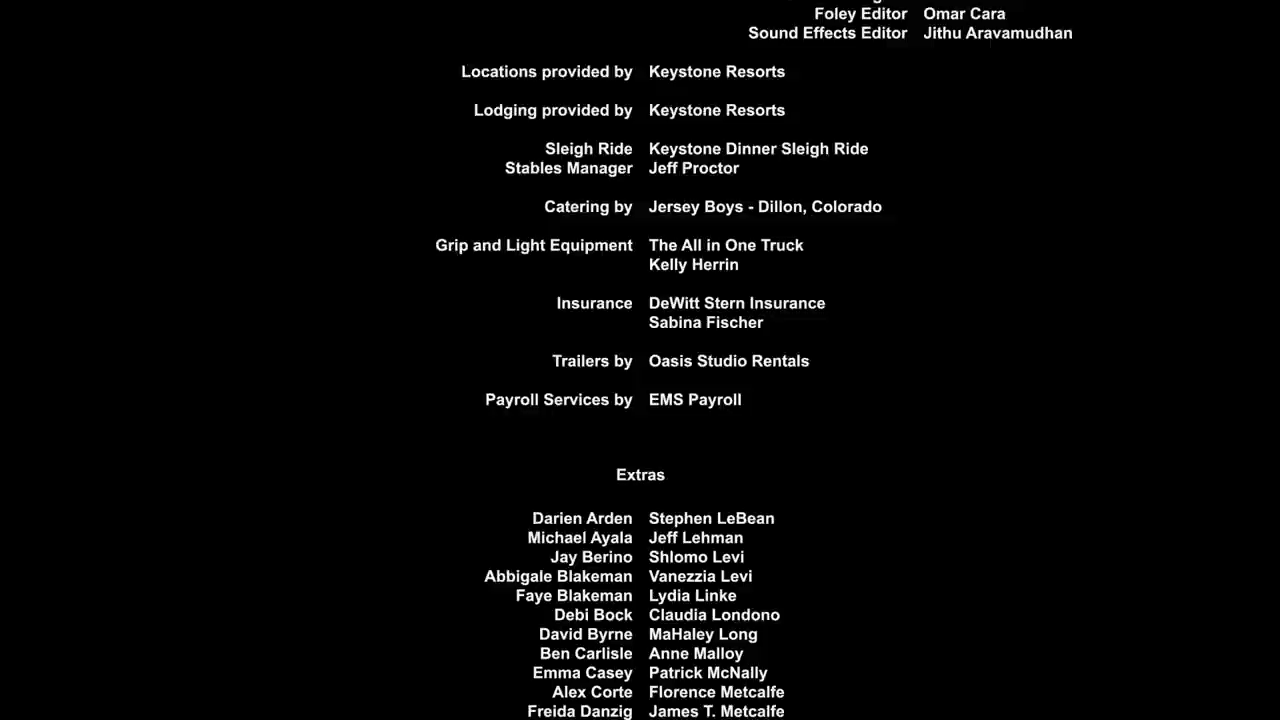 Foley Editor Omar Cara
Sound Effects Editor Jithu Aravamudhan
Locations provided by Keystone Resorts
Lodging provided by Keystone Resorts
Sleigh Ride Keystone Dinner Sleigh Ride
Stables Manager Jeff Proctor
Catering by Jersey Boys - Dillon, Colorado
Grip and Light Equipment The All in One Truck
Kelly Herrin
Insurance DeWitt Stern Insurance
Sabina Fischer
Trailers by Oasis Studio Rentals
Payroll Services by EMS Payroll
Extras
Darien Arden Stephen LeBean
Michael Ayala Jeff Lehman
Jay Berino Shlomo Levi
Abbigale Blakeman Vanezzia Levi
Faye Blakeman Lydia Linke
Debi Bock Claudia Londono
David Byrne MaHaley Long
Ben Carlisle Anne Malloy
Emma Casey Patrick McNally
Alex Corte Florence Metcalfe
Freida Danzig James T. Metcalfe